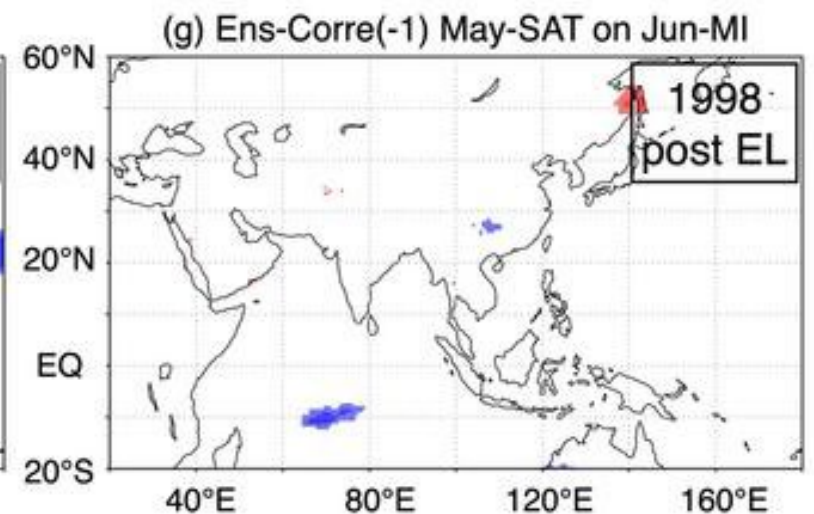 (g) Ens-Corre(-1) May-SAT on Jun-MI
60°N
1998
post EL
40°N
20°N
EQ
20°S
40°E 80°E 120°E 160°E